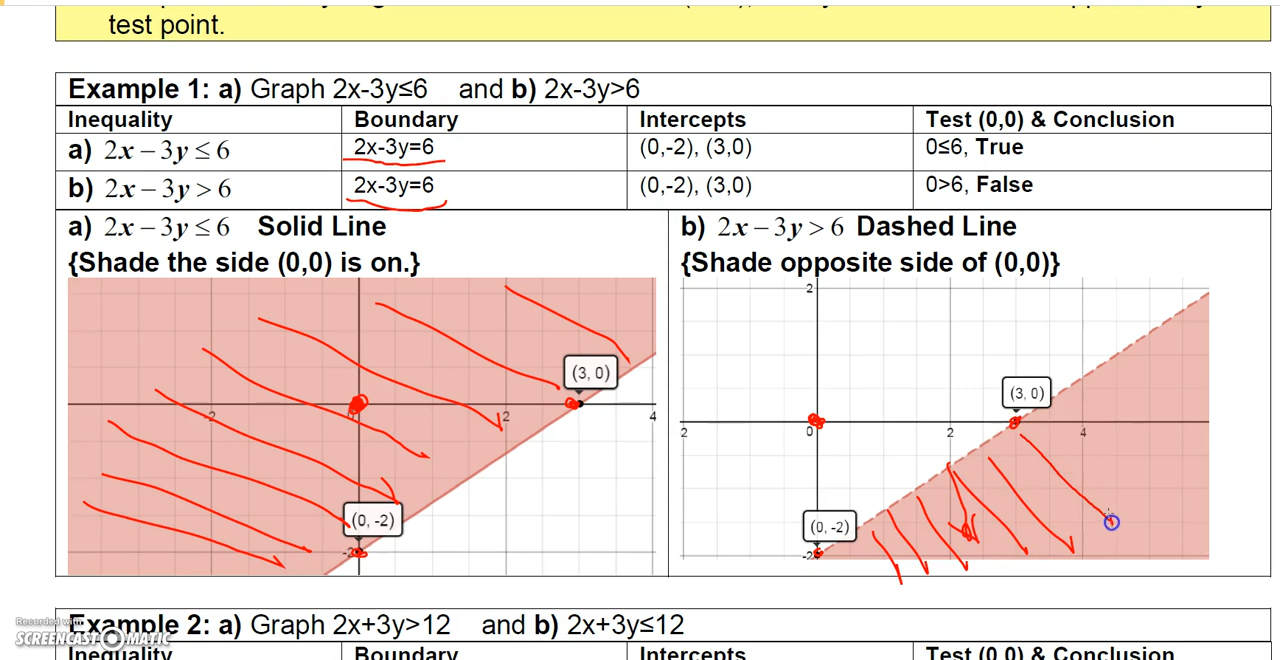 test point.
Example 1: a) Graph 2x-3y≤6 and b) 2x-3y>6
Inequality Boundary Intercepts Test (0,0) & Conclusion
a) 2x – 3y ≤ 6 2x-3y=6 (0,-2), (3,0) 0≤6, True
b) 2x – 3y > 6 2x-3y=6 (0,-2), (3,0) 0>6, False
a) 2x – 3y ≤ 6 Solid Line
{Shade the side (0,0) is on.}
(3, 0)
-2 2 4
(0, -2)
-2
b) 2x – 3y > 6 Dashed Line
{Shade opposite side of (0,0)}
2
(3, 0)
2 0 2 4
(0, -2)
-2
Example 2: a) Graph 2x+3y>12 and b) 2x+3y≤12
Inequality Boundary Intercepts Test (0,0) & Conclusion
Recorded with
SCREENCAST MATIC